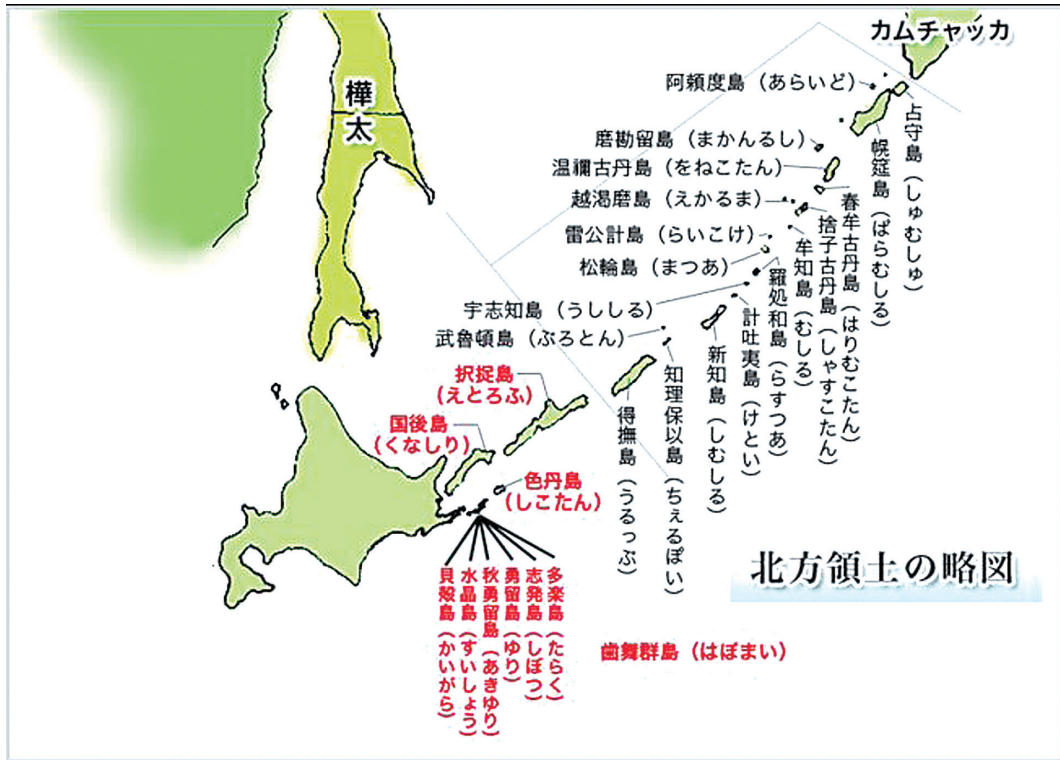 カムチャッカ
樺太
阿頼度島（あらいど）
磨勘留島（まかんるし）
温禰古丹島（をねこたん）
越渇磨島（えかるま）
雷公計島（らいこけ）
松輪島（まつあ）
宇志知島（うししる）
武魯頓島（ぶろとん）
占守島（しゅむしゅ）
幌筵島（ぱらむしる）
春牟古丹島（はりむこたん）
捨子古丹島（しゃすこたん）
牟知島（むしる）
羅処和島（らすつあ）
計吐夷島（けとい）
新知島（しむしる）
知理保以島（ちぇるぽい）
得撫島（うるっぷ）
択捉島
（えとろふ）
国後島
（くなしり）
色丹島
（しこたん）
多楽島（たらく）
志発島（しぼつ）
勇留島（ゆり）
秋勇留島（あきゆり）
水晶島（すいしょう）
貝殻島（かいがら）
歯舞群島（はぼまい）
北方領土の略図